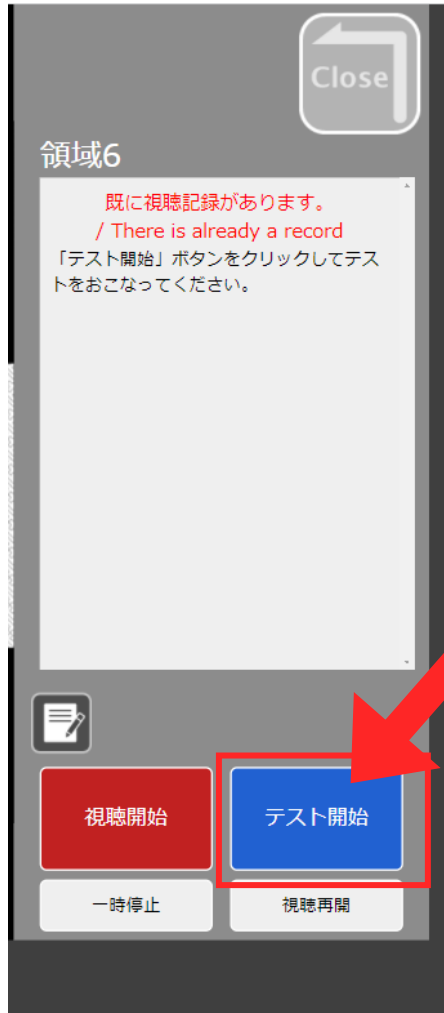 Close
領域6
既に視聴記録があります。
/ There is already a record
「テスト開始」ボタンをクリックしてテス
トをおこなってください。
視聴開始
テスト開始
一時停止
視聴再開